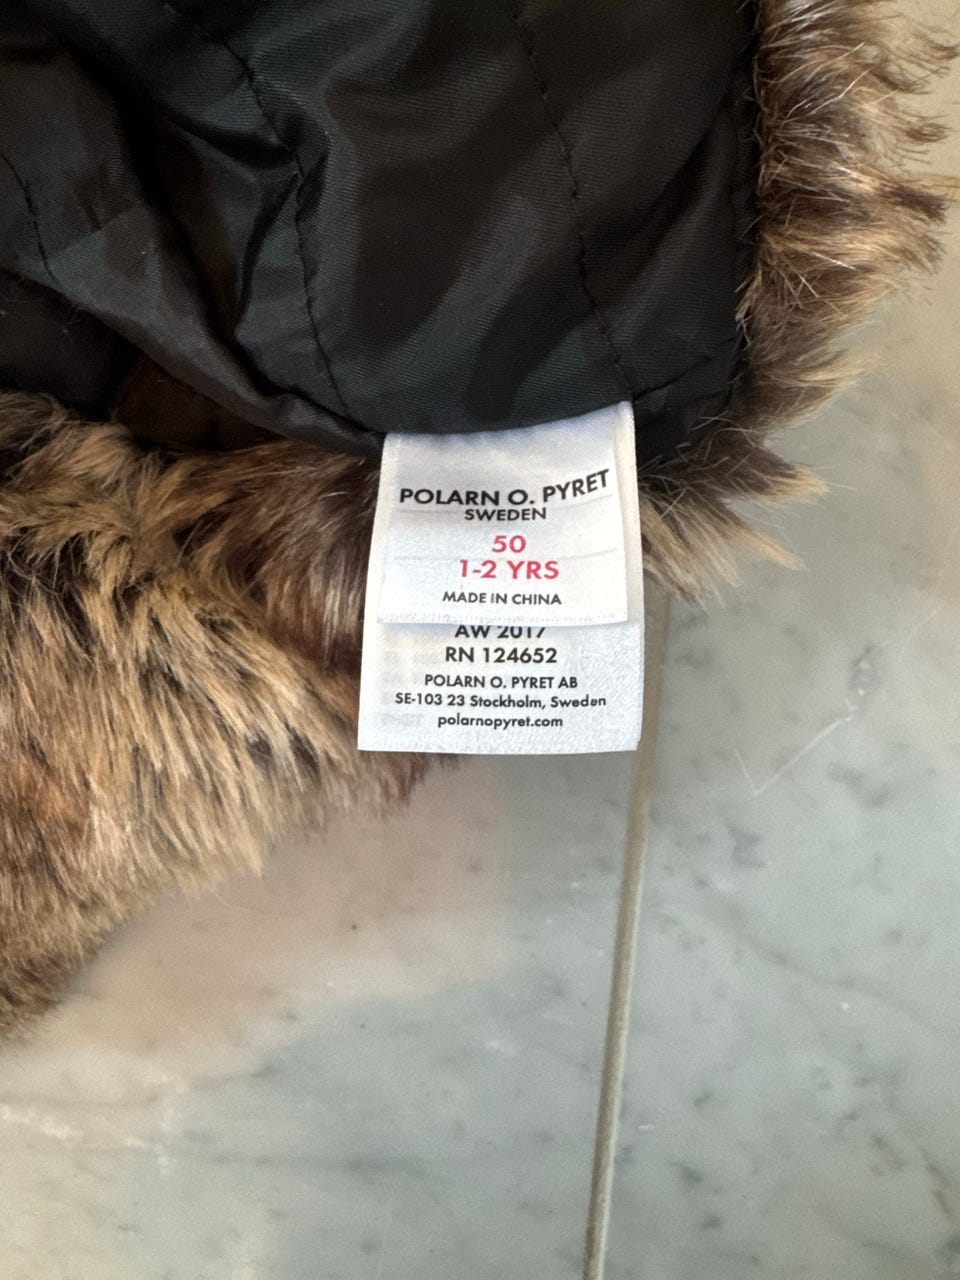 POLARN O. PYRET
SWEDEN
50
1-2 YRS
MADE IN CHINA
AW 2017
RN 124652
POLARN O. PYRET AB
SE-103 23 Stockholm, Sweden
polarnopyret.com